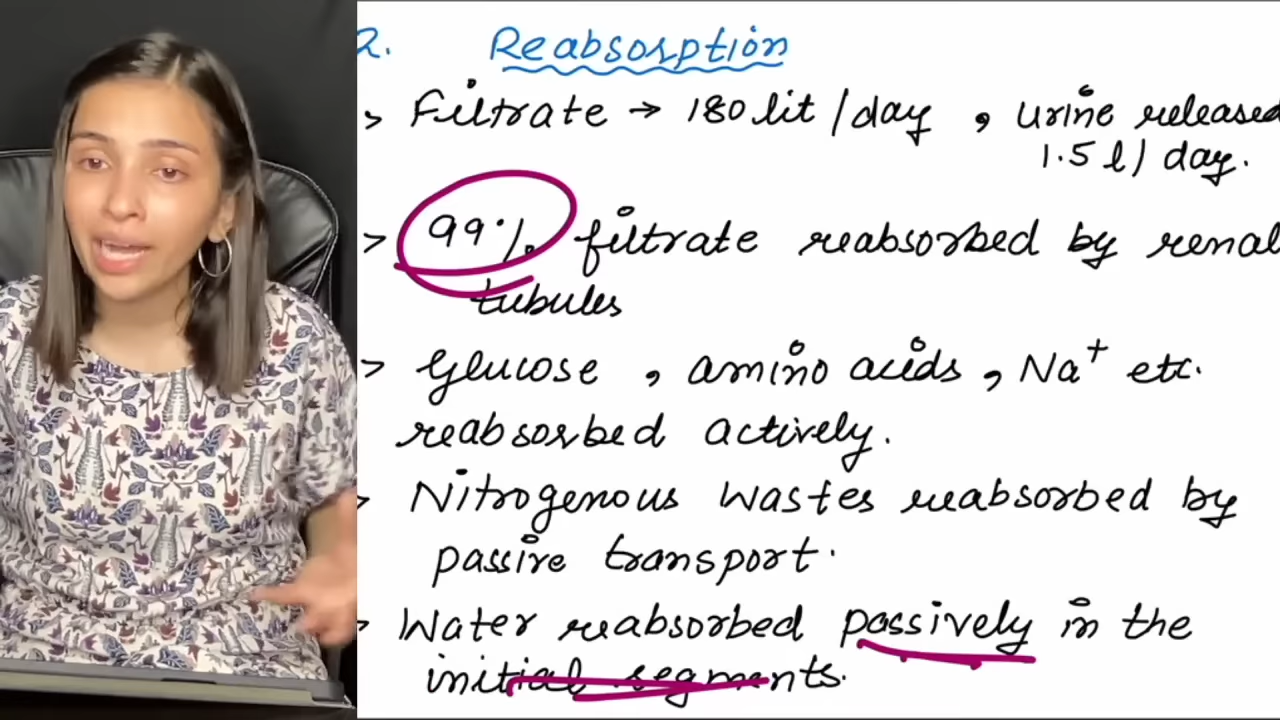 2. Reabsorption
> Filtrate → 180 lit / day , urine released
1.5 l / day.
> 99% filtrate reabsorbed by renal
tubules
> Glucose , amino acids , Na⁺ etc.
reabsorbed actively.
> Nitrogenous wastes reabsorbed by
passive transport.
> Water reabsorbed passively in the
initial segments.